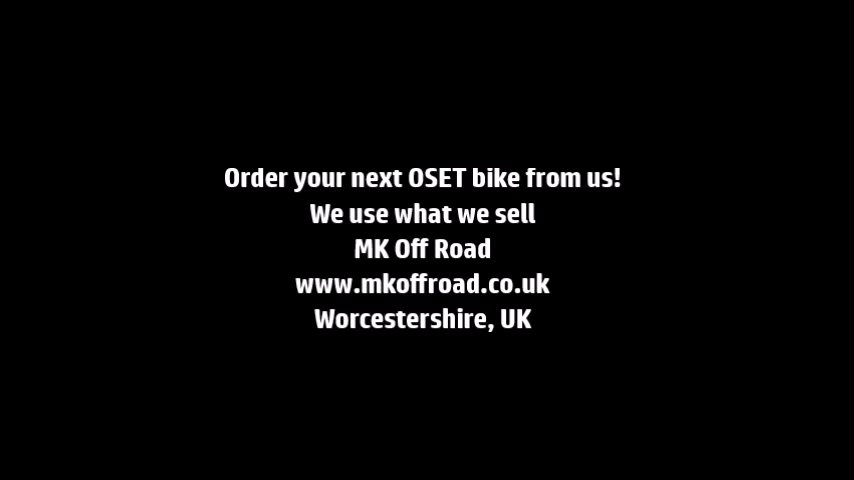 Order your next OSET bike from us!
We use what we sell
MK Off Road
www.mkoffroad.co.uk
Worcestershire, UK